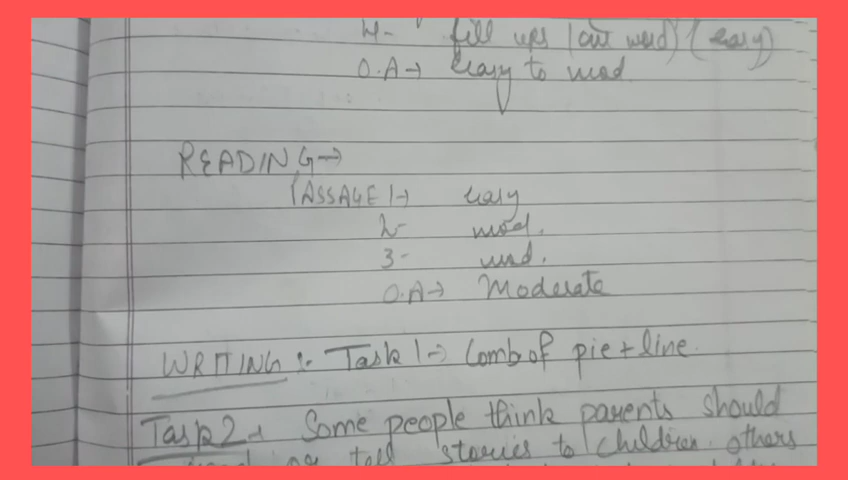 4- fill ups (one word) (easy)
O.A→ Easy to mod
READING→
PASSAGE 1→ easy
2- mod.
3- mod.
O.A→ Moderate
WRITING :- Task 1→ Comb of pie + line.
Task 2→ Some people think parents should
tell stories to children. others